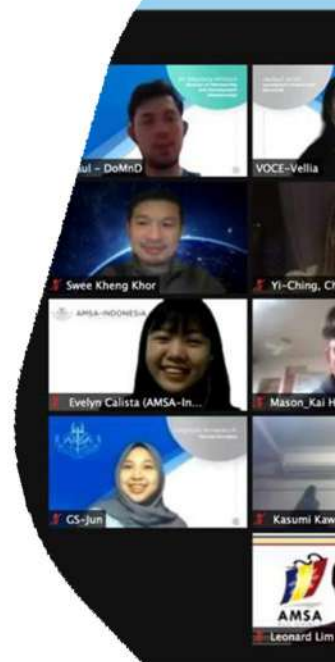 ul - DoMnD
VOCE-Vellia
Swee Kheng Khor
Yi-Ching, Ch
AMSA-INDONESIA
Evelyn Calista (AMSA-In...
Mason_Kai H
GS-Jun
Kasumi Kaw
AMSA
Leonard Lim